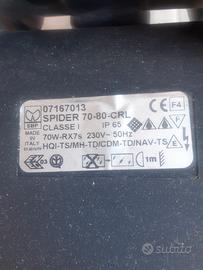 07167013
SPIDER 70-80-CRL
CLASSE I IP 65
SBP
70W-RX7s 230V~ 50Hz
MADE IN ITALY
HQI-TS/MH-TD/CDM-TD/NAV-TS
F4
E
1m
subito